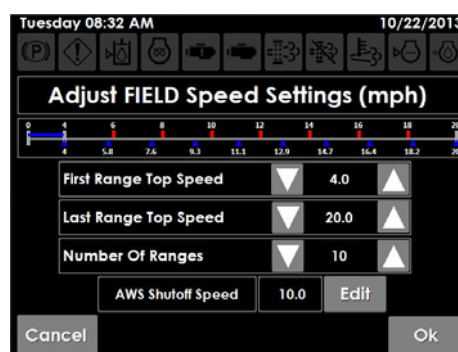 Tuesday 08:32 AM 10/22/2013
(P)
Adjust FIELD Speed Settings (mph)
0 4 6 8 10 12 14 16 18 20
4 5.8 7.6 9.3 11.1 12.9 14.7 16.4 18.2 20
First Range Top Speed 4.0
Last Range Top Speed 20.0
Number Of Ranges 10
AWS Shutoff Speed 10.0 Edit
Cancel Ok